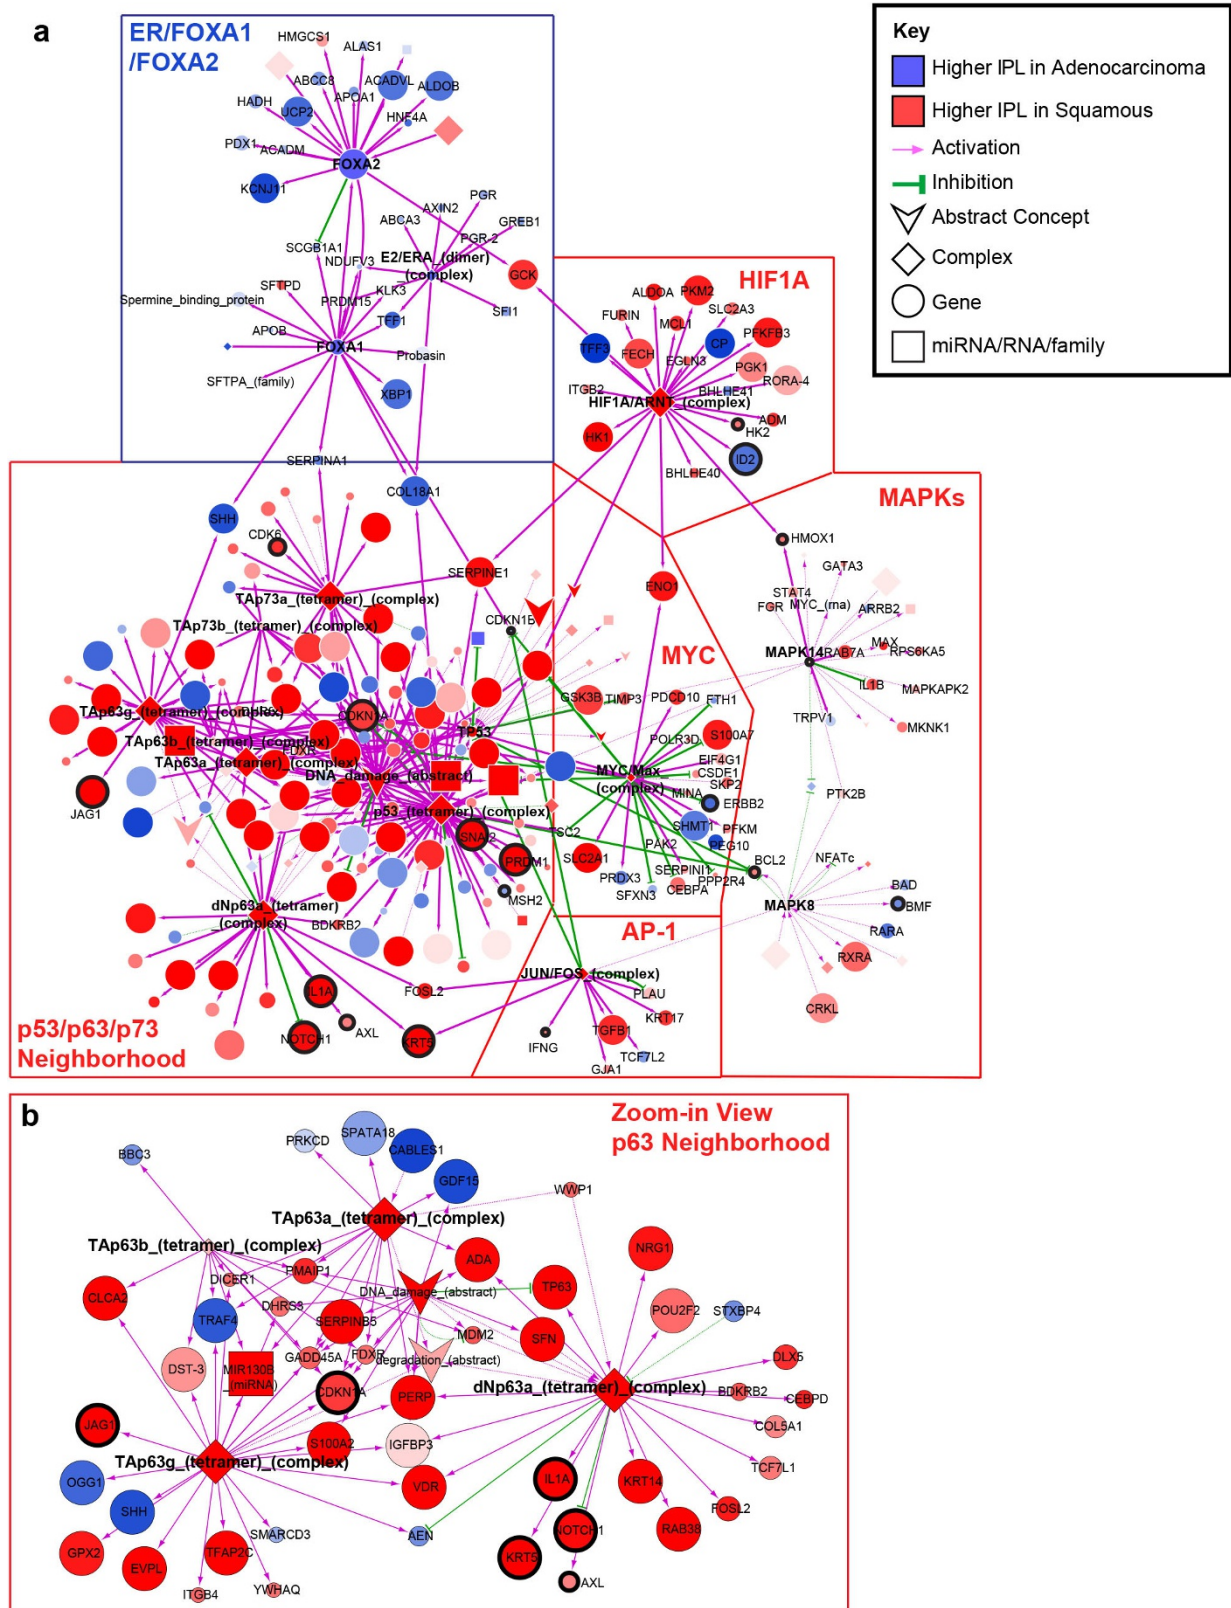 a
ER/FOXA1
/FOXA2
HMGCS1
ALAS1
ABCC8
ACADVL
ALDOB
APOA1
HADH
UCP2
HNF4A
PDX1
ACADM
FOXA2
KCNJ11
PGR
AXIN2
ABCA3
GREB1
PGR-2
SCGB1A1
E2/ERA_(dimer)
_(complex)
NDUFV3
GCK
SFTPD
KLK3
Spermine_binding_protein
PRDM15
TFF1
SFI1
APOB
FOXA1
Probasin
SFTPA_(family)
XBP1
SERPINA1
COL18A1
Key
Higher IPL in Adenocarcinoma
Higher IPL in Squamous
Activation
Inhibition
Abstract Concept
Complex
Gene
miRNA/RNA/family
HIF1A
ALDOA
PKM2
SLC2A3
FURIN
MCL1
PFKFB3
TFF3
CP
FECH
EGLN3
PGK1
RORA-4
ITGB2
BHLHE41
HIF1A/ARNT_(complex)
ADM
HK2
HK1
ID2
BHLHE40
MAPKs
HMOX1
GATA3
STAT4
FGR
MYC_(rna)
ARRB2
MAX
MAPK14
RAB7A
RPS6KA5
IL1B
MAPKAPK2
TRPV1
MKNK1
PTK2B
NFATc
BCL2
BAD
MAPK8
BMF
RARA
RXRA
CRKL
SHH
CDK6
SERPINE1
TAp73a_(tetramer)_(complex)
CDKN1B
TAp73b_(tetramer)_(complex)
ENO1
MYC
TAp63g_(tetramer)_(complex)
CDKN1A
TP53
GSK3B
TIMP3
PDCD10
FTH1
TAp63b_(tetramer)_(complex)
POLR3D
S100A7
FDXR
TAp63a_(tetramer)_(complex)
EIF4G1
DNA_damage_(abstract)
MYC/Max_
(complex)
CSDE1
SKP2
MINA
ERBB2
JAG1
p53_(tetramer)_(complex)
TSC2
SHMT1
PFKM
SNAI2
PAK2
PEG10
PRDM1
SLC2A1
SERPINI1
PRDX3
CEBPA
PPP2R4
SFXN3
MSH2
dNp63a_(tetramer)
_(complex)
BDKRB2
AP-1
JUN/FOS_(complex)
IL1A
FOSL2
PLAU
KRT17
NOTCH1
AXL
KRT5
TGFB1
IFNG
TCF7L2
GJA1
p53/p63/p73
Neighborhood
b
Zoom-in View
p63 Neighborhood
PRKCD
SPATA18
BBC3
CABLES1
GDF15
WWP1
TAp63a_(tetramer)_(complex)
TAp63b_(tetramer)_(complex)
NRG1
ADA
DICER1
PMAIP1
TP63
CLCA2
DNA_damage_(abstract)
DHRS3
POU2F2
STXBP4
TRAF4
SERPINB5
MDM2
SFN
GADD45A
FDXR
degradation_(abstract)
DLX5
DST-3
MIR130B
_(miRNA)
CDKN1A
PERP
dNp63a_(tetramer)_(complex)
BDKRB2
CEBPD
JAG1
COL5A1
S100A2
IGFBP3
TAp63g_(tetramer)_(complex)
TCF7L1
OGG1
VDR
IL1A
KRT14
SHH
FOSL2
SMARCD3
AEN
NOTCH1
RAB38
GPX2
EVPL
TFAP2C
KRT5
ITGB4
YWHAQ
AXL